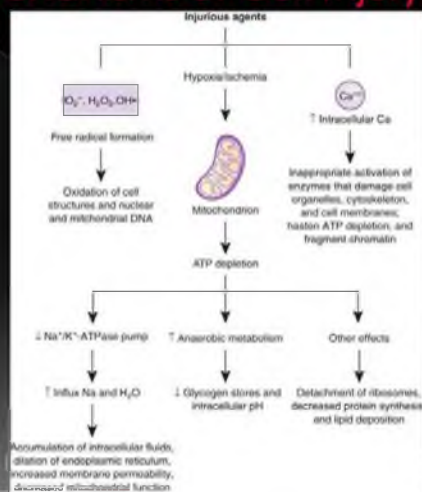 Injurious agents
O₂⁻, H₂O₂, OH•
Hypoxia/ischemia
Ca++
Free radical formation
↑ Intracellular Ca
Oxidation of cell
structures and nuclear
and mitchondrial DNA
Mitochondrion
Inappropriate activation of
enzymes that damage cell
organelles, cytoskeleton,
and cell membranes;
hasten ATP depletion, and
fragment chromatin
ATP depletion
↓ Na⁺/K⁺-ATPase pump
↑ Anaerobic metabolism
Other effects
↑ Influx Na and H₂O
↓ Glycogen stores and
intracellular pH
Detachment of ribosomes,
decreased protein synthesis,
and lipid deposition
Accumulation of intracellular fluids,
dilation of endoplasmic reticulum,
increased membrane permeability,
decreased mitochondrial function